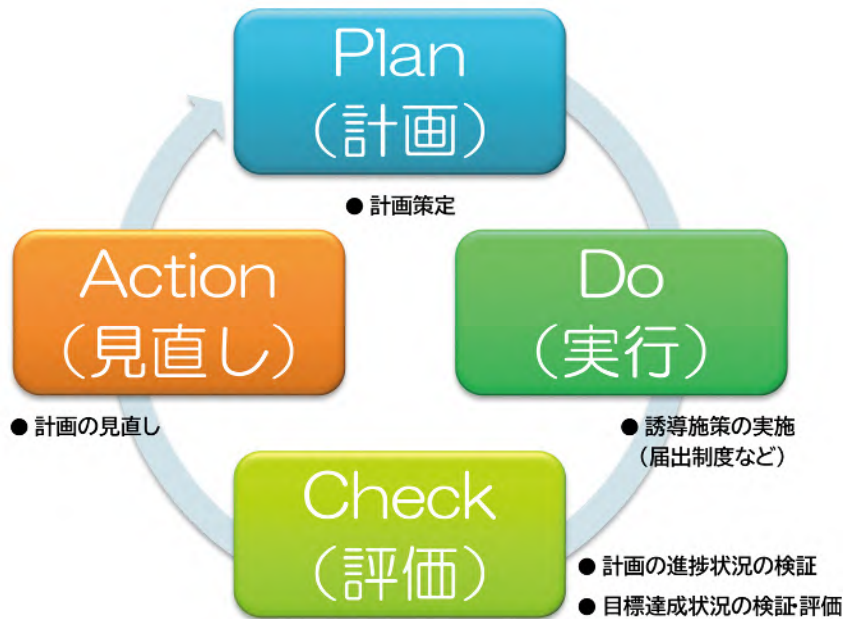 Plan
（計画）
● 計画策定
Action
（見直し）
● 計画の見直し
Do
（実行）
● 誘導施策の実施
（届出制度など）
Check
（評価）
● 計画の進捗状況の検証
● 目標達成状況の検証・評価